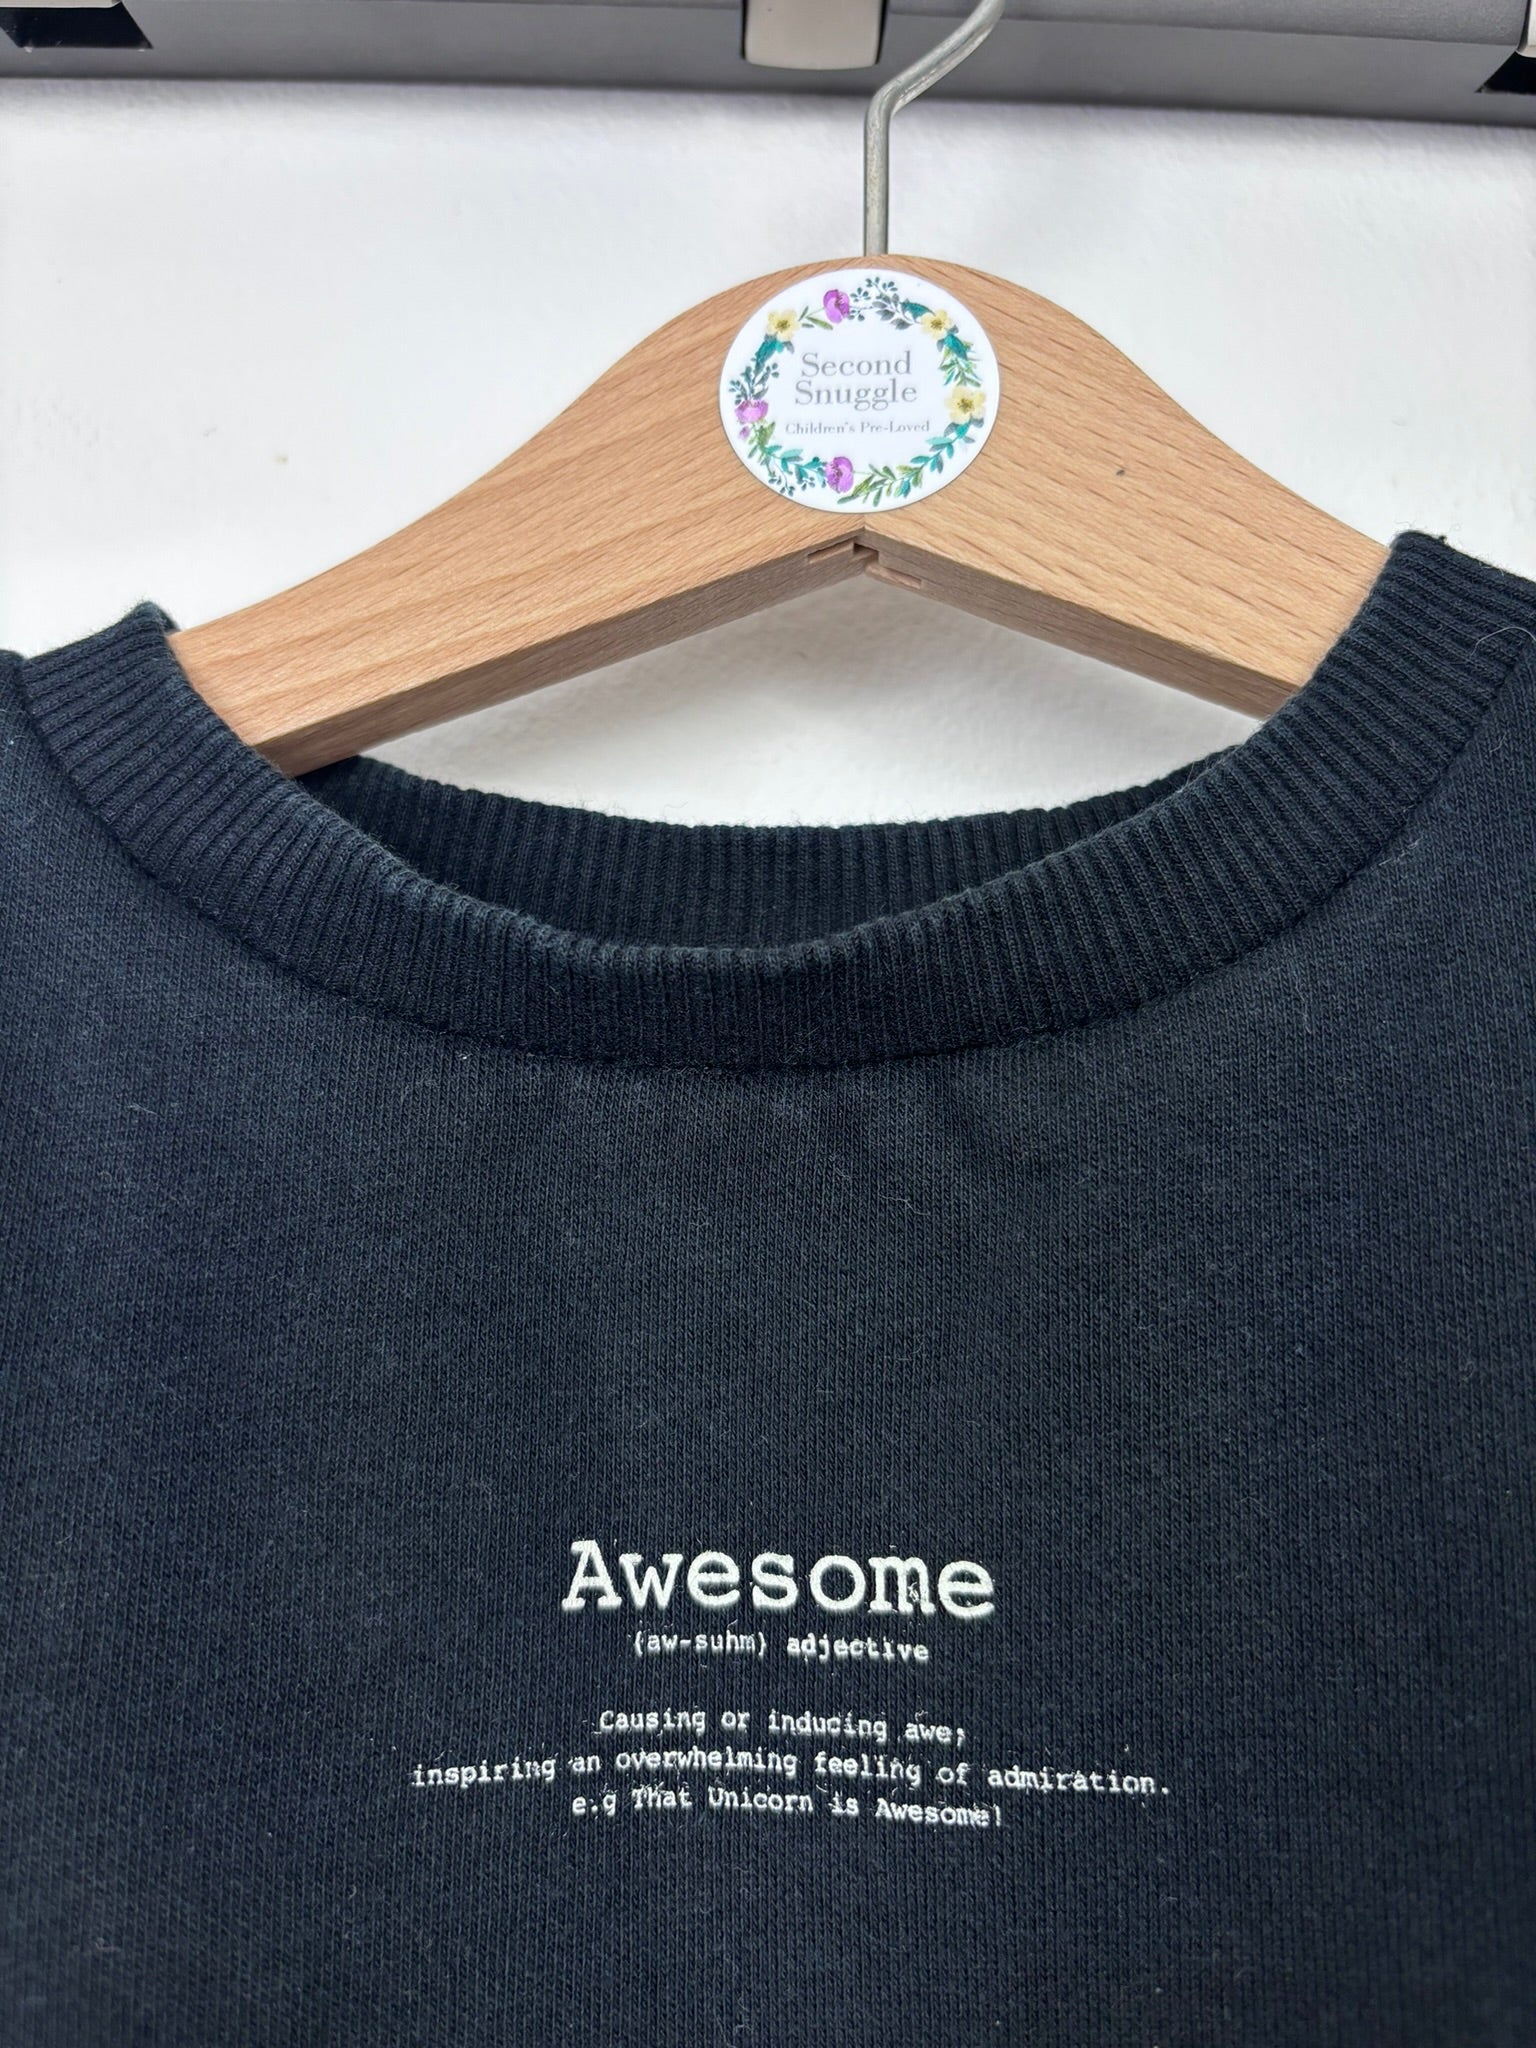 Second
Snuggle
Children's Pre-Loved
Awesome
(aw-suhm) adjective
Causing or inducing awe;
inspiring an overwhelming feeling of admiration.
e.g That Unicorn is Awesome!